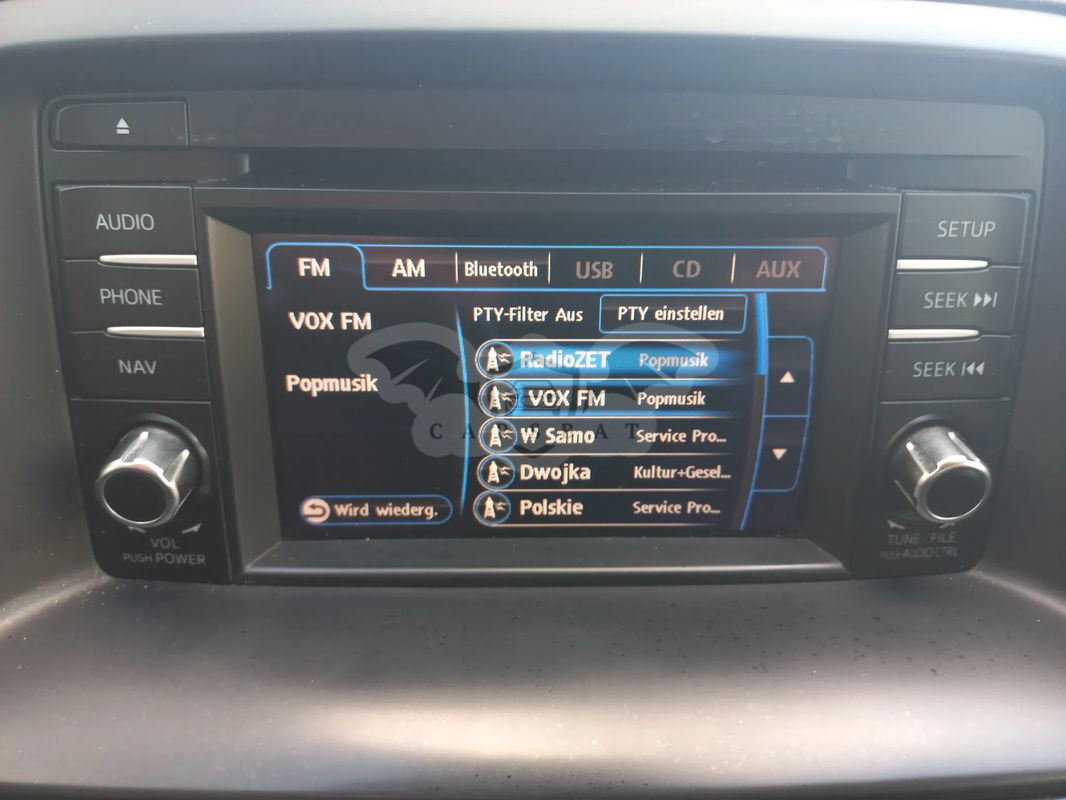 AUDIO
PHONE
NAV
VOL
PUSH POWER
FM AM Bluetooth USB CD AUX
VOX FM
Popmusik
Wird wiederg.
PTY-Filter Aus PTY einstellen
RadioZET Popmusik
VOX FM Popmusik
W Samo Service Pro...
Dwojka Kultur+Gesel...
Polskie Service Pro...
SETUP
SEEK
SEEK
TUNE FILE
PUSH AUDIO CTRL